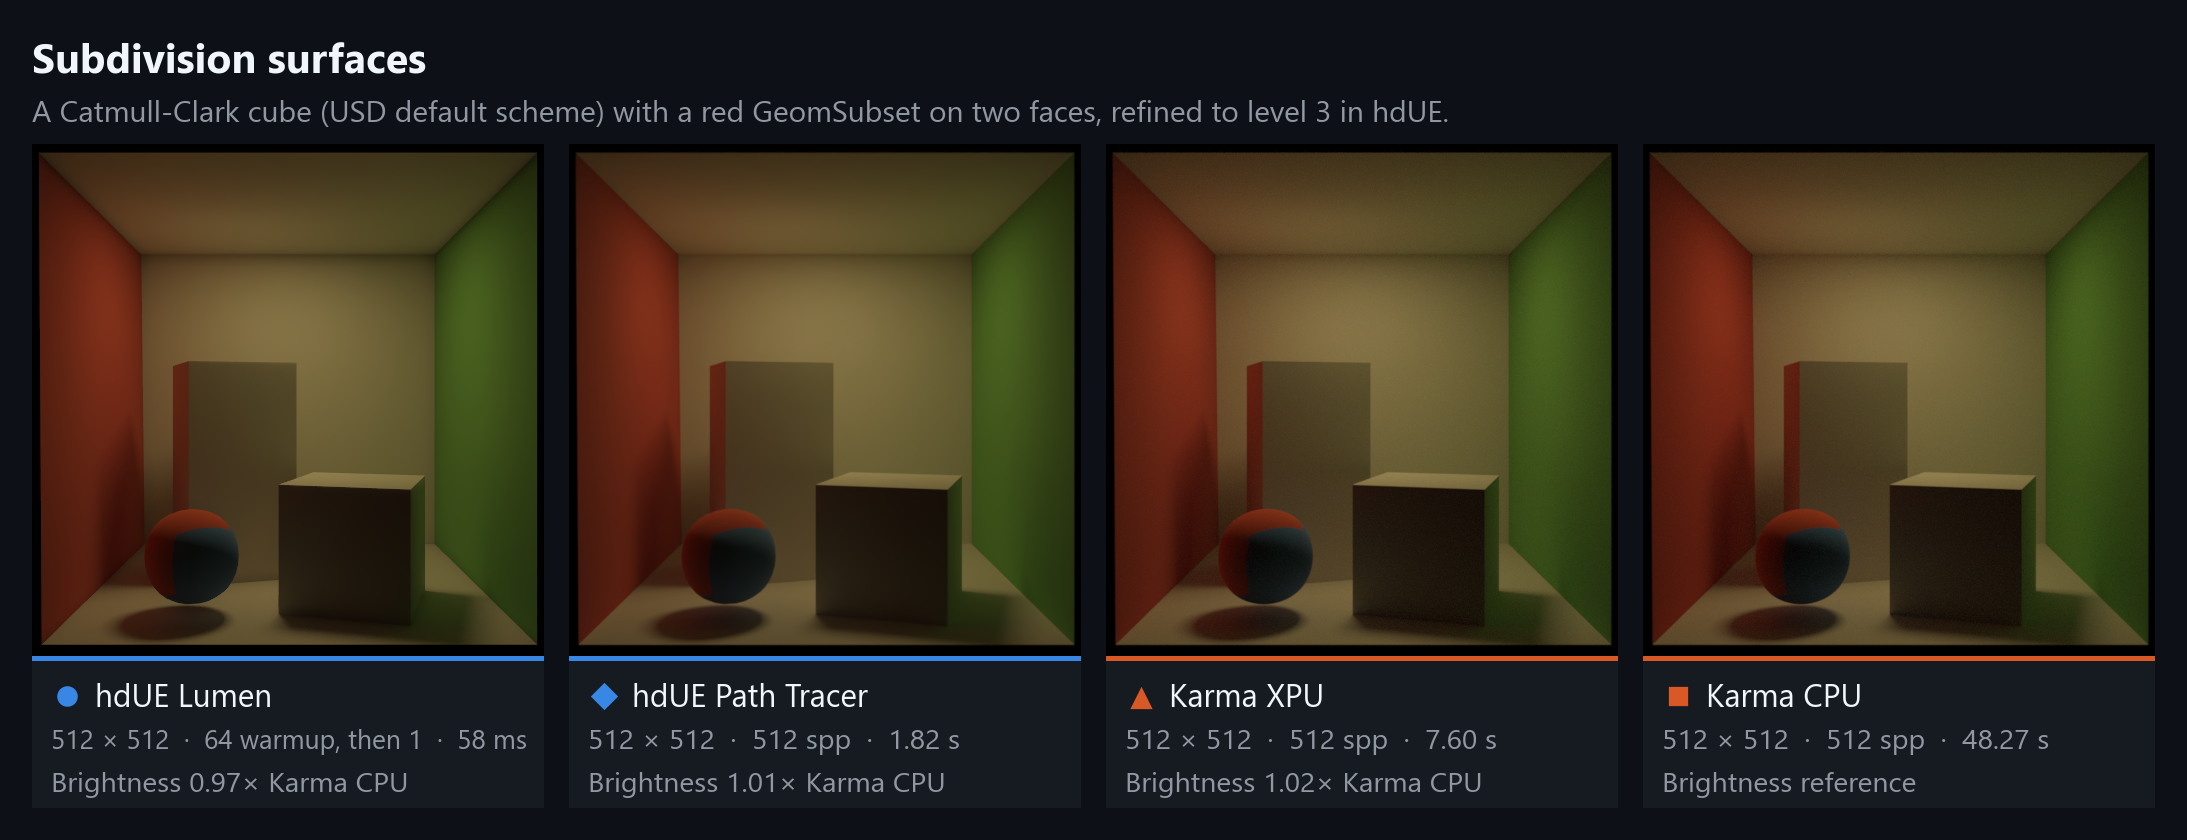 Subdivision surfaces
A Catmull-Clark cube (USD default scheme) with a red GeomSubset on two faces, refined to level 3 in hdUE.
hdUE Lumen
512 × 512 · 64 warmup, then 1 · 58 ms
Brightness 0.97× Karma CPU
hdUE Path Tracer
512 × 512 · 512 spp · 1.82 s
Brightness 1.01× Karma CPU
Karma XPU
512 × 512 · 512 spp · 7.60 s
Brightness 1.02× Karma CPU
Karma CPU
512 × 512 · 512 spp · 48.27 s
Brightness reference